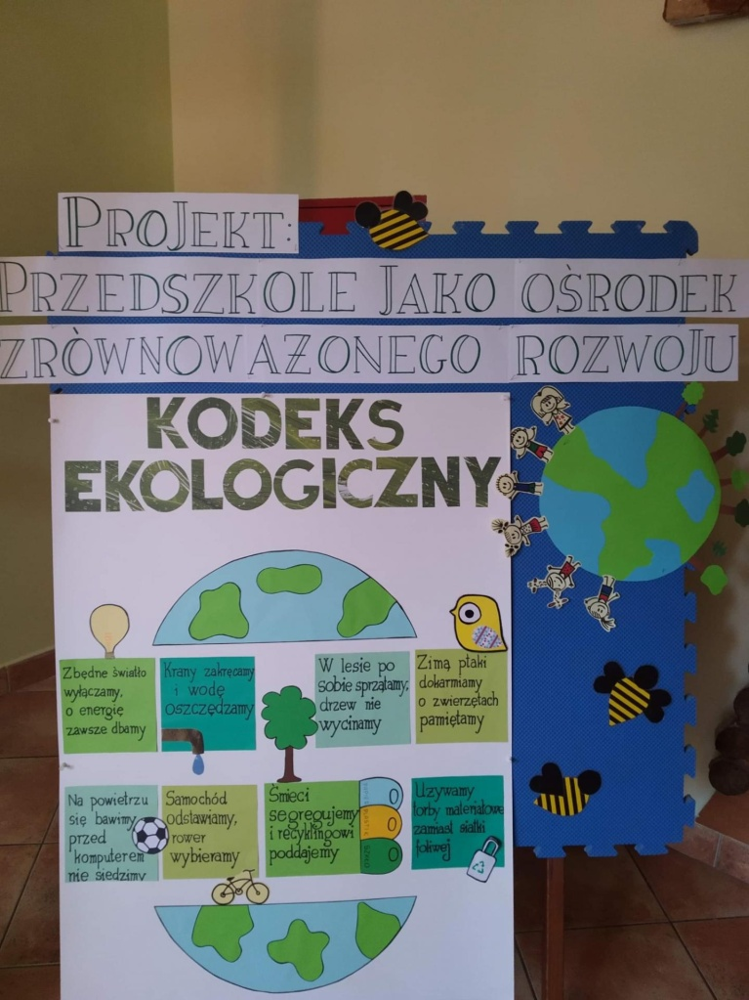 PROJEKT:
PRZEDSZKOLE JAKO OŚRODEK
ZRÒWNOWAŻONEGO ROZWOJU
KODEKS
EKOLOGICZNY
Zbędne światło
wyłączamy,
o energię
zawsze dbamy
Krany zakręcamy
i wodę
oszczędzamy
W lesie po
sobie sprzątamy,
drzew nie
wycinamy
Zimą ptaki
dokarmiamy
o zwierzętach
pamiętamy
Na powietrzu
się bawimy,
przed
komputerem
nie siedzimy
Samochód
odstawiamy,
rower
wybieramy
Śmieci
segregujemy
i recyklingowi
poddajemy
Używamy
torby materiałowe
zamiast siatki
foliwej